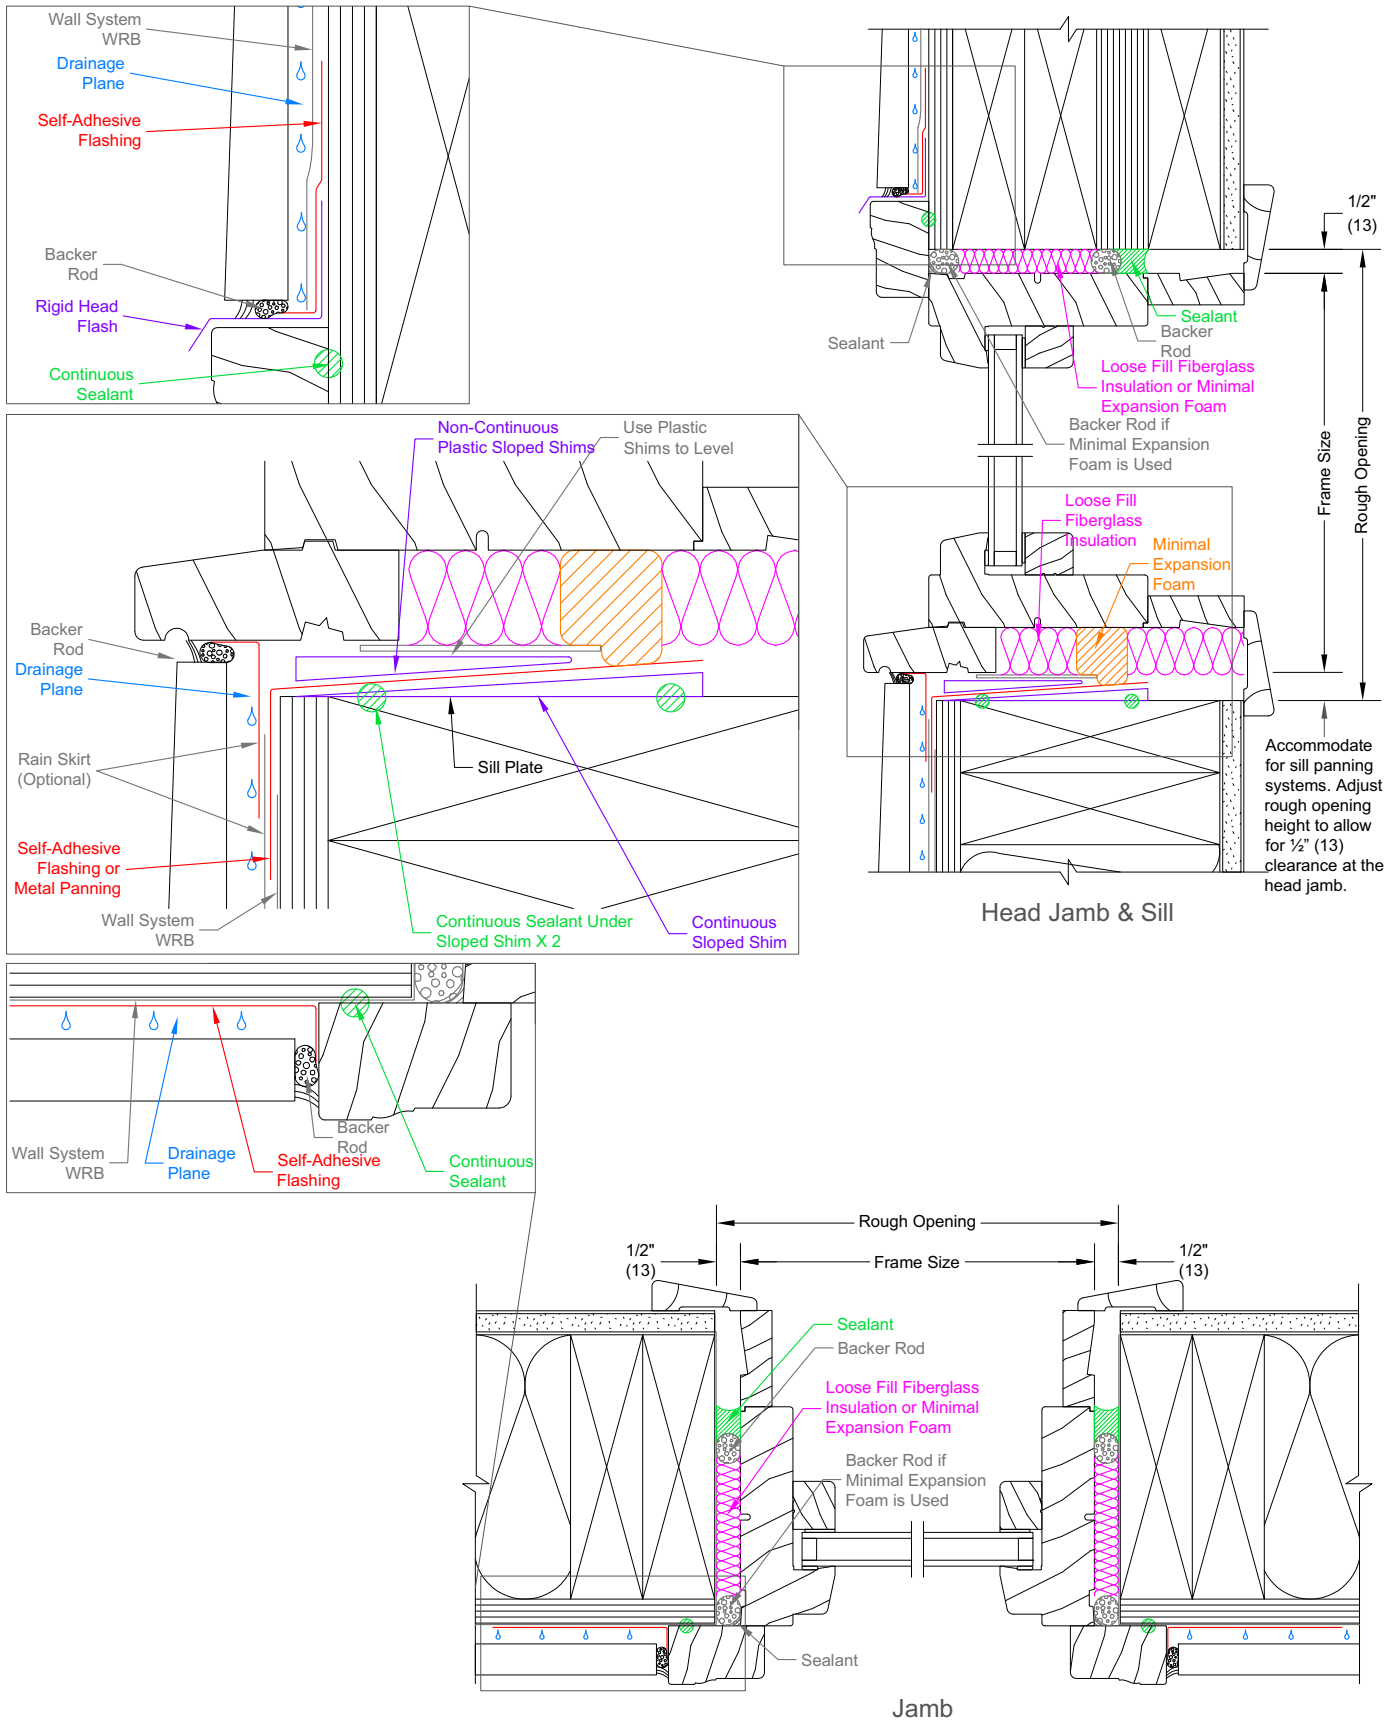 Wall System
WRB
Drainage
Plane
Self-Adhesive
Flashing
Backer
Rod
Rigid Head
Flash
Continuous
Sealant
1/2"
(13)
Sealant
Sealant
Backer
Rod
Loose Fill Fiberglass
Insulation or Minimal
Expansion Foam
Backer Rod if
Minimal Expansion
Foam is Used
Frame Size
Rough Opening
Loose Fill
Fiberglass
Insulation
Minimal
Expansion
Foam
Accommodate
for sill panning
systems. Adjust
rough opening
height to allow
for ½" (13)
clearance at the
head jamb.
Head Jamb & Sill
Non-Continuous
Plastic Sloped Shims
Use Plastic
Shims to Level
Backer
Rod
Drainage
Plane
Rain Skirt
(Optional)
Sill Plate
Self-Adhesive
Flashing or
Metal Panning
Wall System
WRB
Continuous Sealant Under
Sloped Shim X 2
Continuous
Sloped Shim
Wall System
WRB
Drainage
Plane
Self-Adhesive
Flashing
Backer
Rod
Continuous
Sealant
Rough Opening
1/2"
(13)
Frame Size
1/2"
(13)
Sealant
Backer Rod
Loose Fill Fiberglass
Insulation or Minimal
Expansion Foam
Backer Rod if
Minimal Expansion
Foam is Used
Sealant
Jamb